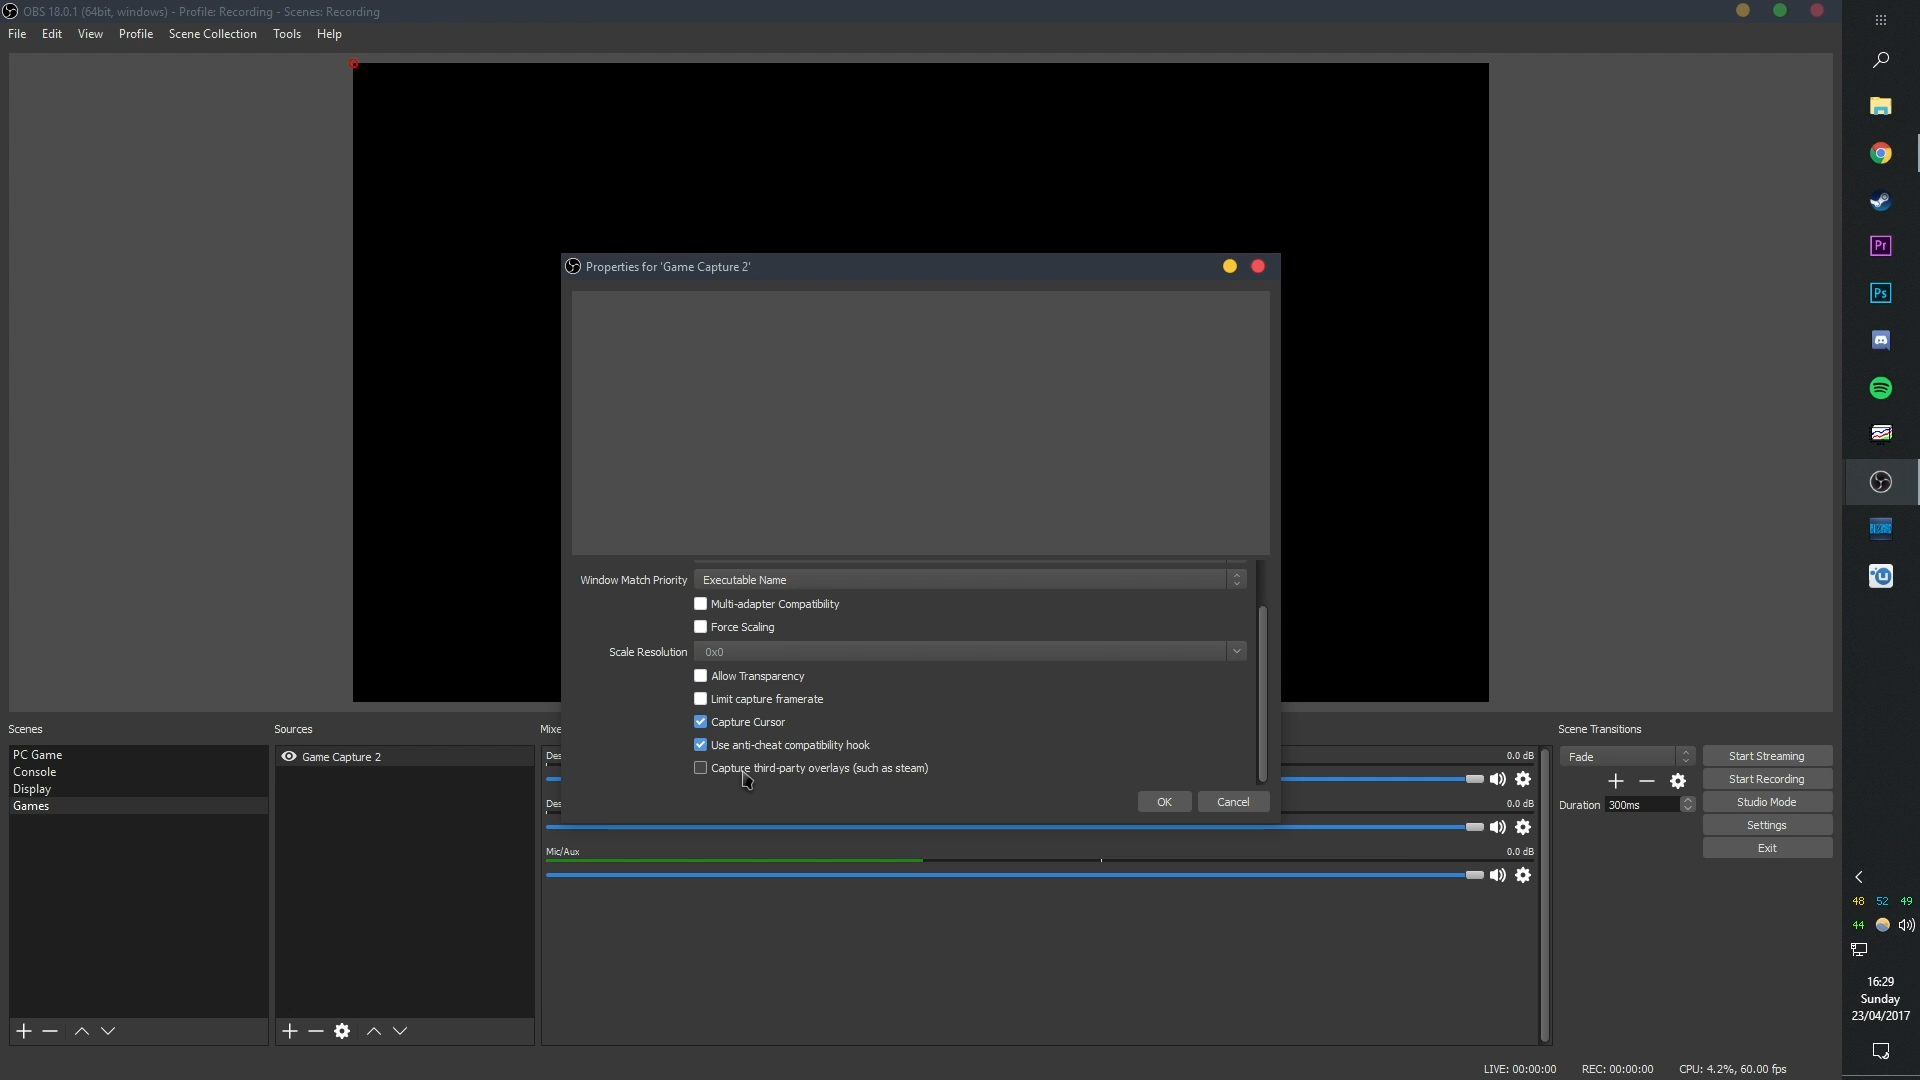 OBS 18.0.1 (64bit, windows) - Profile: Recording - Scenes: Recording
File Edit View Profile Scene Collection Tools Help
Properties for 'Game Capture 2'
Window Match Priority Executable Name
Multi-adapter Compatibility
Force Scaling
Scale Resolution 0x0
Allow Transparency
Limit capture framerate
Capture Cursor
Use anti-cheat compatibility hook
Capture third-party overlays (such as steam)
OK Cancel
Scenes
PC Game
Console
Display
Games
Sources
Game Capture 2
Mixe
Des 0.0 dB
Des 0.0 dB
Mic/Aux 0.0 dB
Scene Transitions
Fade
Duration 300ms
Start Streaming
Start Recording
Studio Mode
Settings
Exit
LIVE: 00:00:00 REC: 00:00:00 CPU: 4.2%, 60.00 fps
Pr
Ps
48 52 49
44
16:29
Sunday
23/04/2017